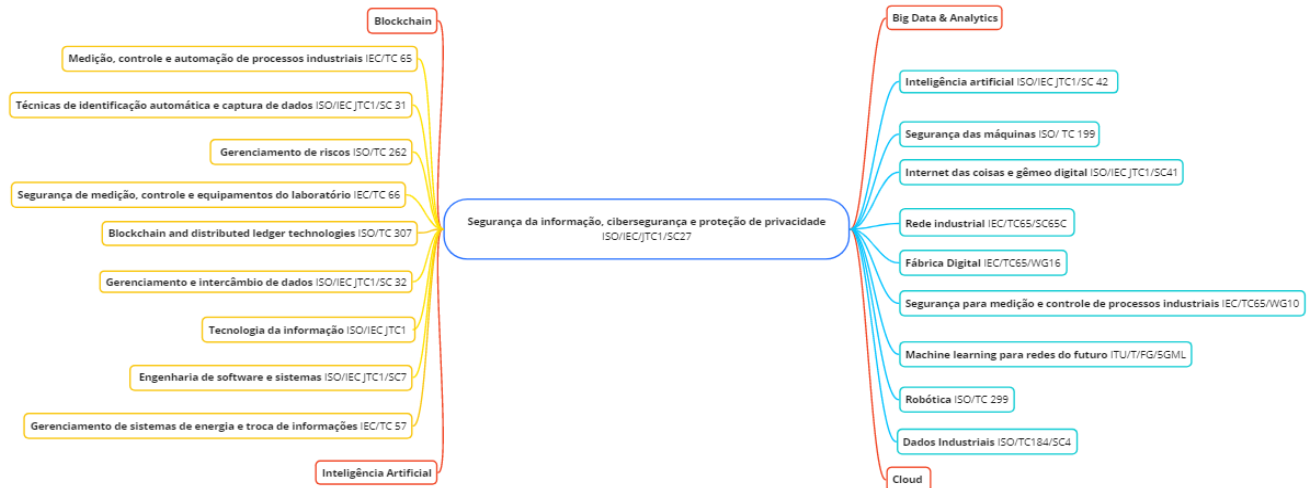 Blockchain
Medição, controle e automação de processos industriais IEC/TC 65
Técnicas de identificação automática e captura de dados ISO/IEC JTC1/SC 31
Gerenciamento de riscos ISO/TC 262
Segurança de medição, controle e equipamentos do laboratório IEC/TC 66
Blockchain and distributed ledger technologies ISO/TC 307
Gerenciamento e intercâmbio de dados ISO/IEC JTC1/SC 32
Tecnologia da informação ISO/IEC JTC1
Engenharia de software e sistemas ISO/IEC JTC1/SC7
Gerenciamento de sistemas de energia e troca de informações IEC/TC 57
Inteligência Artificial
Segurança da informação, cibersegurança e proteção de privacidade
ISO/IEC/JTC1/SC27
Big Data & Analytics
Inteligência artificial ISO/IEC JTC1/SC 42
Segurança das máquinas ISO/ TC 199
Internet das coisas e gêmeo digital ISO/IEC JTC1/SC41
Rede industrial IEC/TC65/SC65C
Fábrica Digital IEC/TC65/WG16
Segurança para medição e controle de processos industriais IEC/TC65/WG10
Machine learning para redes do futuro ITU/T/FG/5GML
Robótica ISO/TC 299
Dados Industriais ISO/TC184/SC4
Cloud